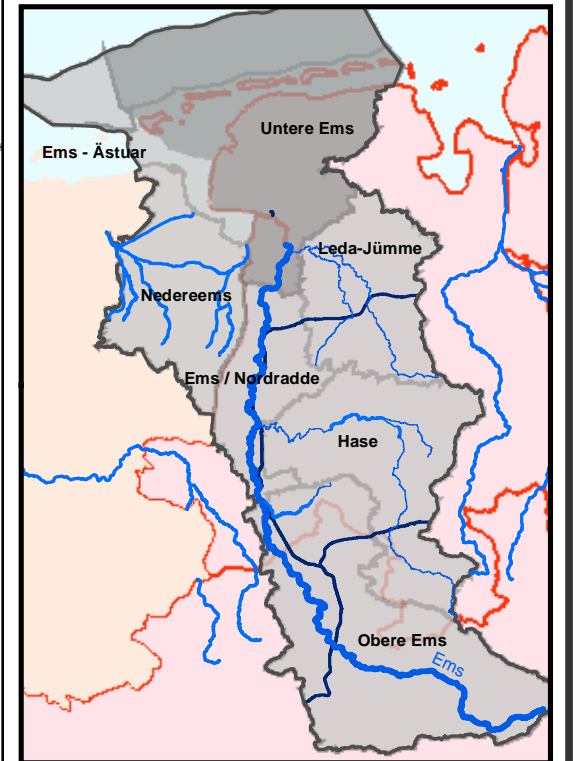 Untere Ems
Ems - Ästuar
Leda-Jümme
Nedereems
Ems / Nordradde
Hase
Obere Ems
Ems